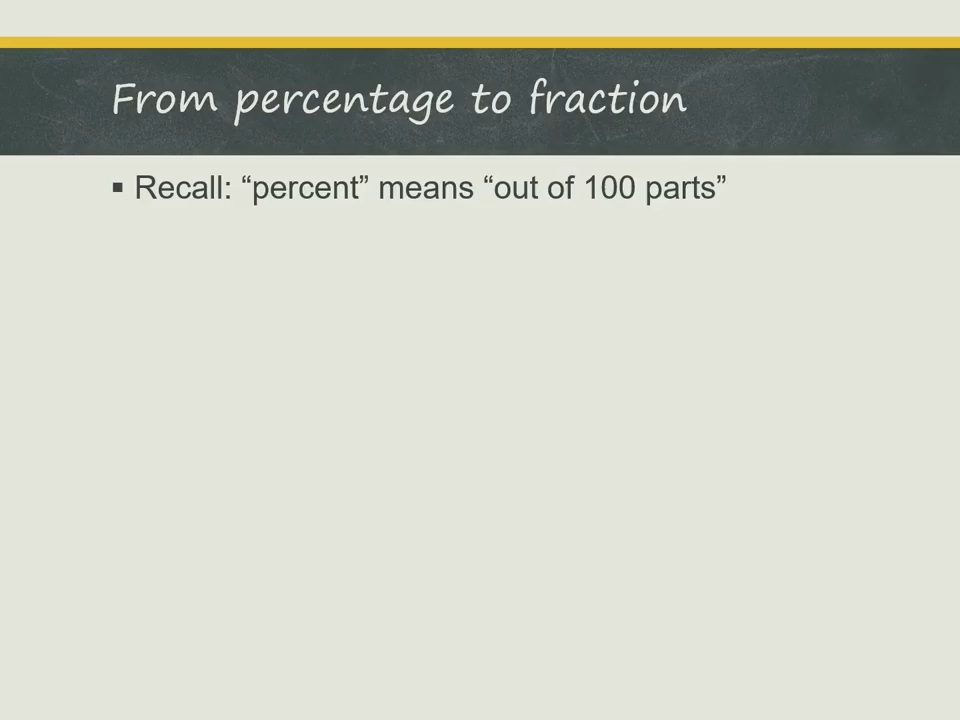 From percentage to fraction
▪ Recall: “percent” means “out of 100 parts”